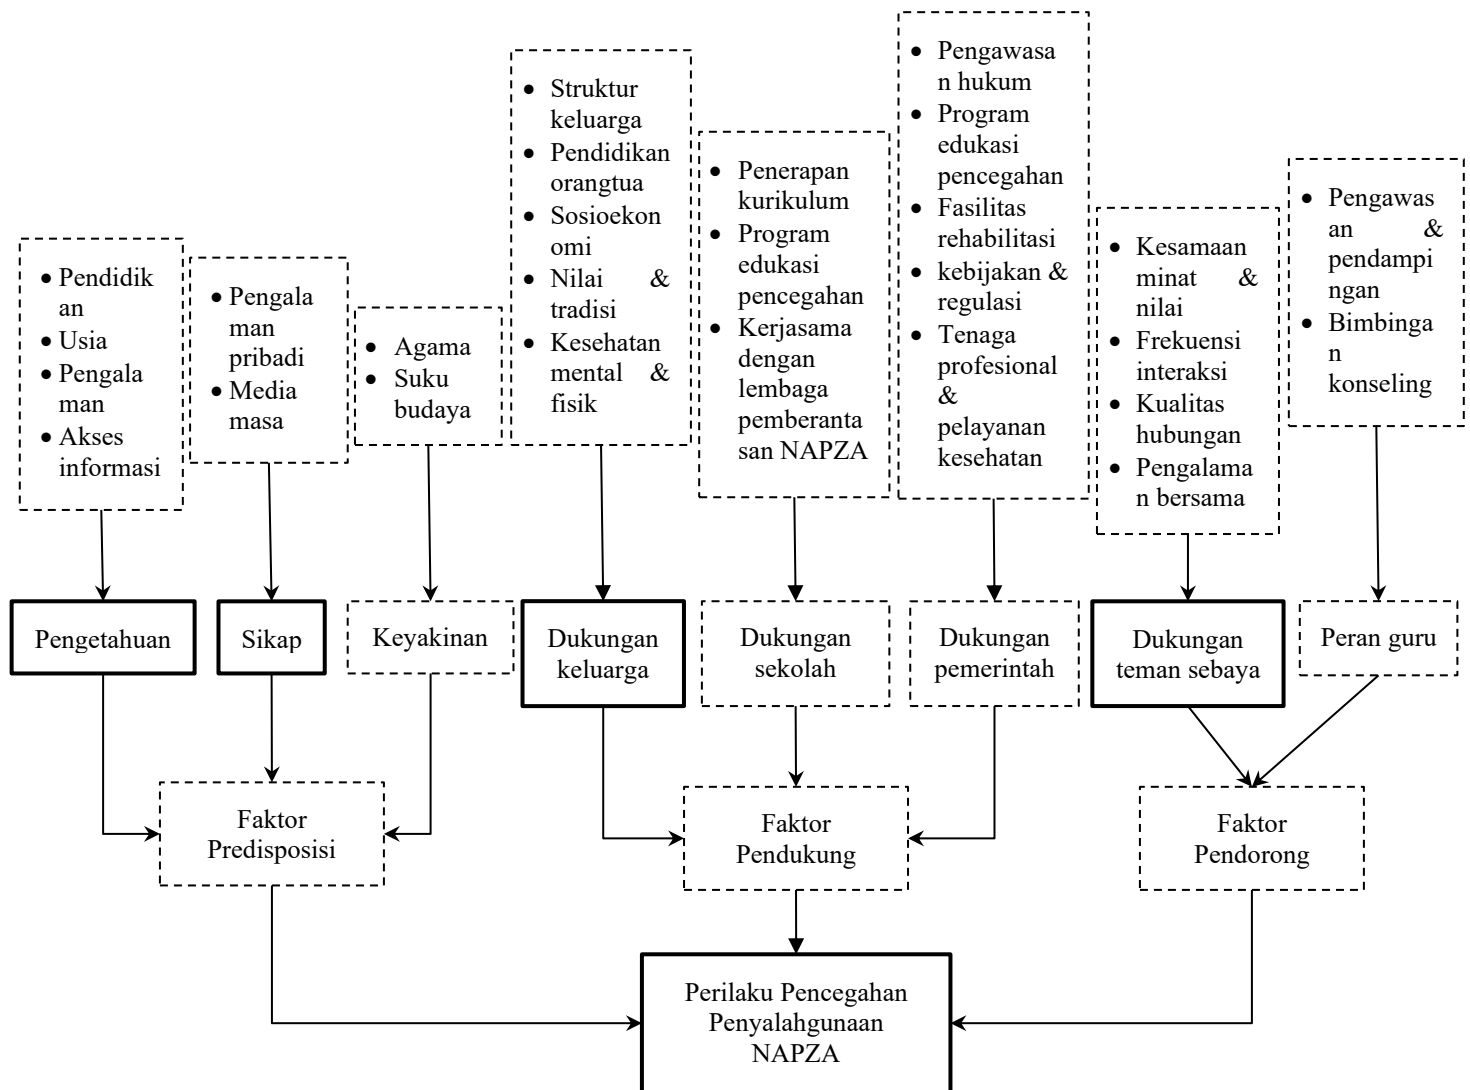 • Pendidik
an
• Usia
• Pengala
man
• Akses
informasi
• Pengala
man
pribadi
• Media
masa
• Agama
• Suku
budaya
• Struktur
keluarga
• Pendidikan
orangtua
• Sosioekon
omi
• Nilai &
tradisi
• Kesehatan
mental &
fisik
• Penerapan
kurikulum
• Program
edukasi
pencegahan
• Kerjasama
dengan
lembaga
pemberanta
san NAPZA
• Pengawasa
n hukum
• Program
edukasi
pencegahan
• Fasilitas
rehabilitasi
• kebijakan &
regulasi
• Tenaga
profesional
&
pelayanan
kesehatan
• Kesamaan
minat &
nilai
• Frekuensi
interaksi
• Kualitas
hubungan
• Pengalama
n bersama
• Pengawas
an &
pendampi
ngan
• Bimbinga
n
konseling
Pengetahuan
Sikap
Keyakinan
Dukungan
keluarga
Dukungan
sekolah
Dukungan
pemerintah
Dukungan
teman sebaya
Peran guru
Faktor
Predisposisi
Faktor
Pendukung
Faktor
Pendorong
Perilaku Pencegahan
Penyalahgunaan
NAPZA